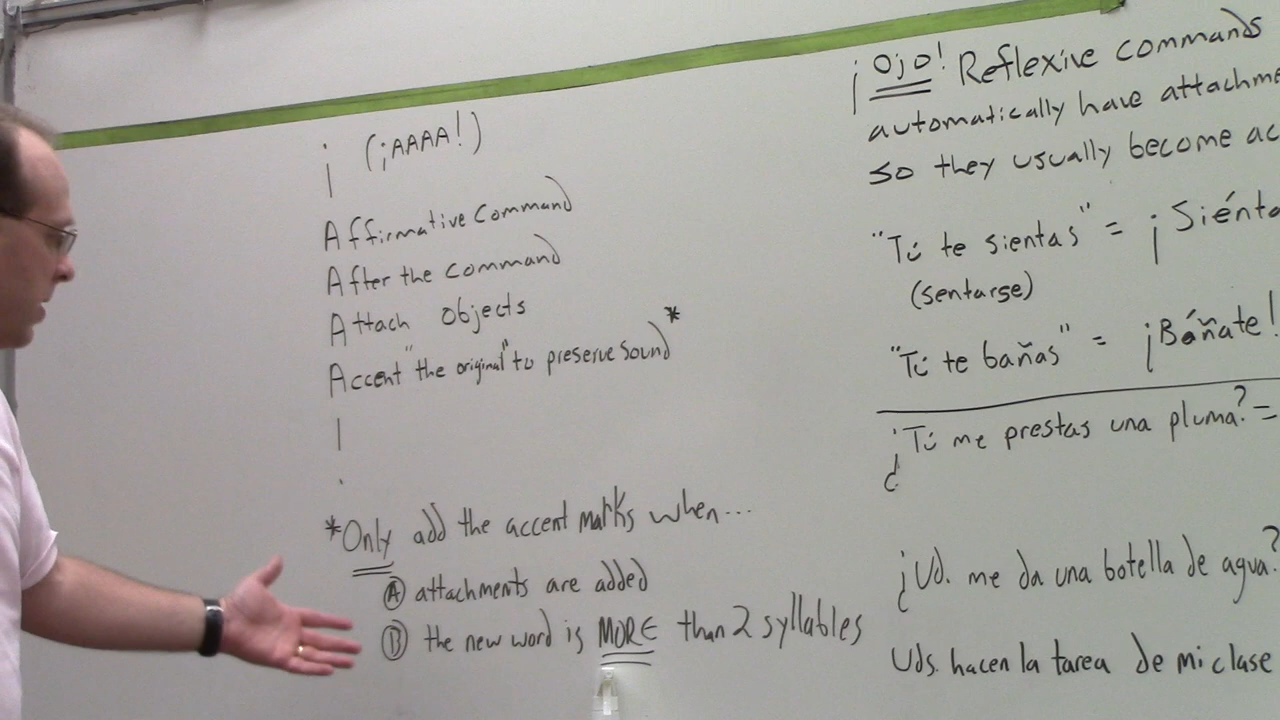 ¡ (¡AAAA!)
Affirmative Command
After the command
Attach objects
Accent "the original" to preserve sound*
!
*Only add the accent marks when...
Ⓐ attachments are added
Ⓑ the new word is MORE than 2 syllables
¡Ojo! Reflexive commands
automatically have attachme
so they usually become ac
"Tú te sientas" = ¡Siénta
(sentarse)
"Tú te bañas" = ¡Báñate!
¿Tú me prestas una pluma? =
¿Ud. me da una botella de agua?
Uds. hacen la tarea de mi clase